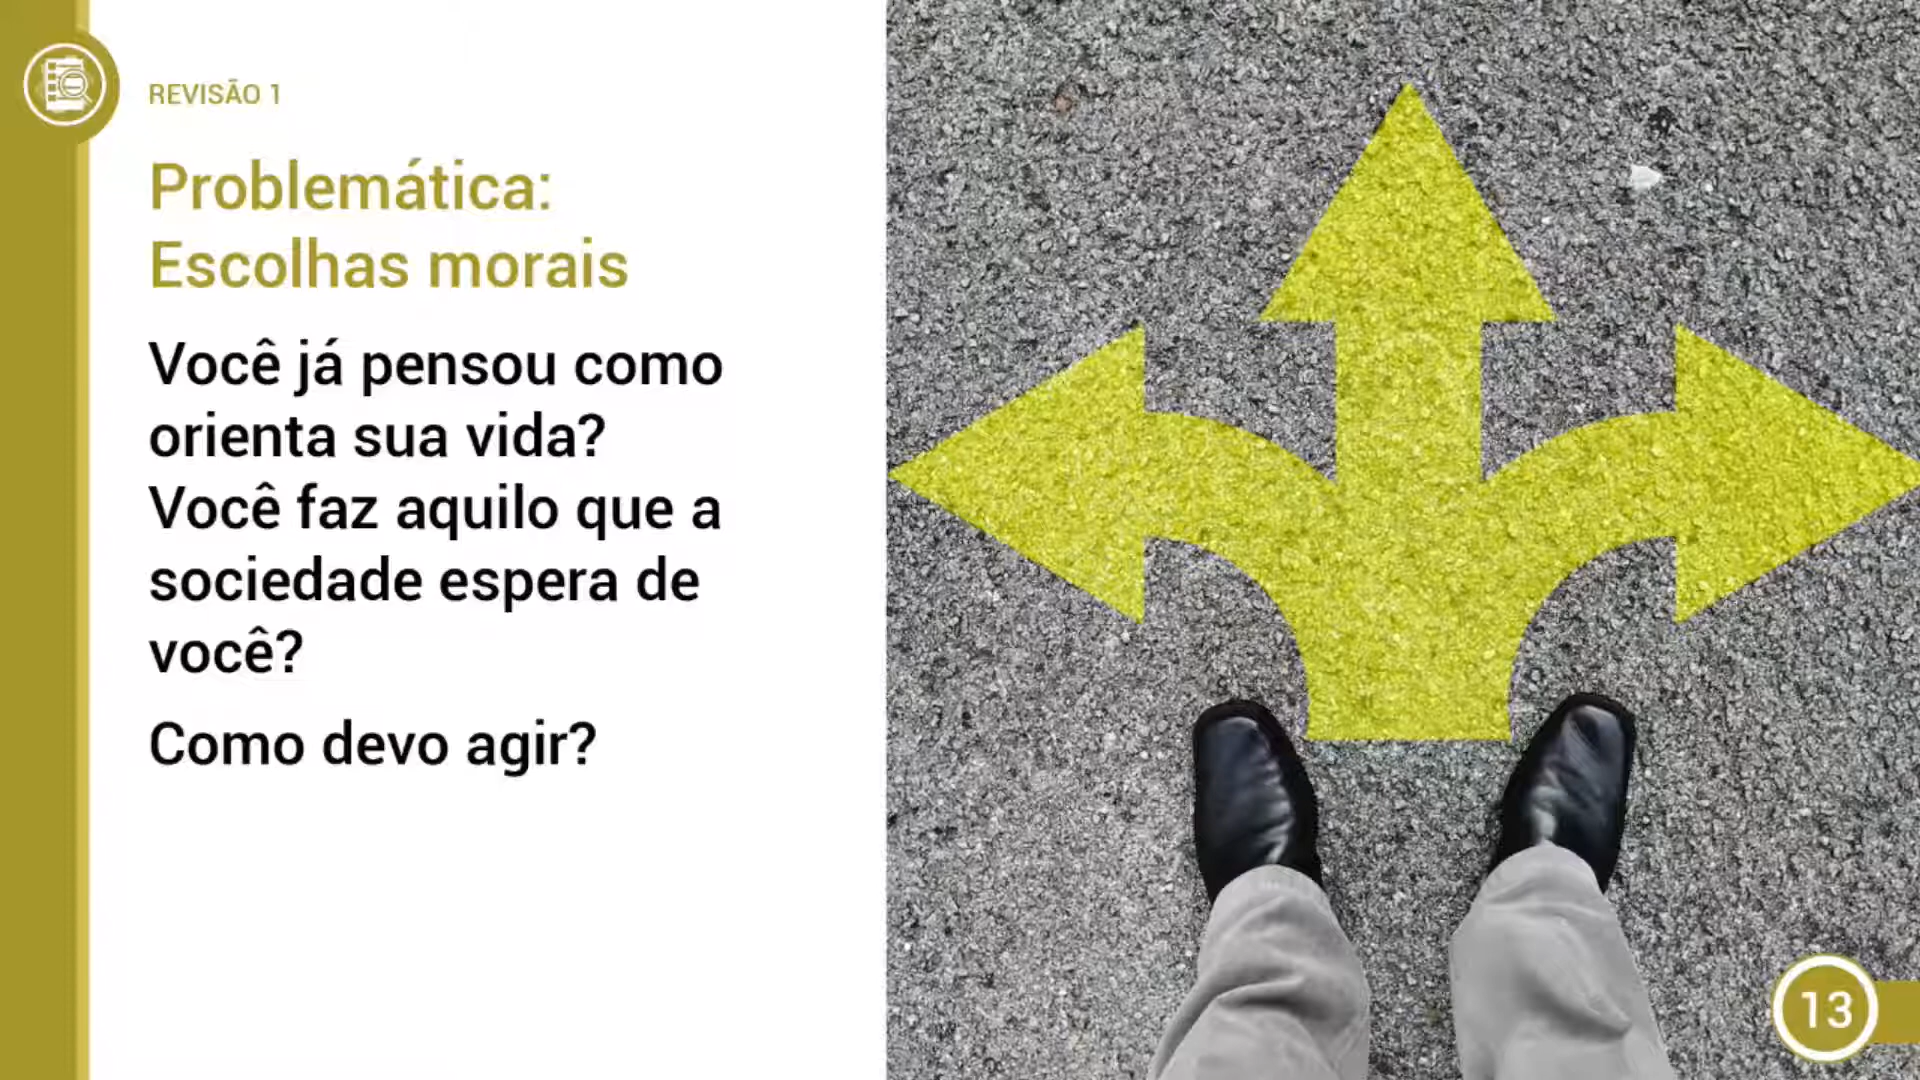 REVISÃO 1
Problemática:
Escolhas morais
Você já pensou como
orienta sua vida?
Você faz aquilo que a
sociedade espera de
você?
Como devo agir?
13